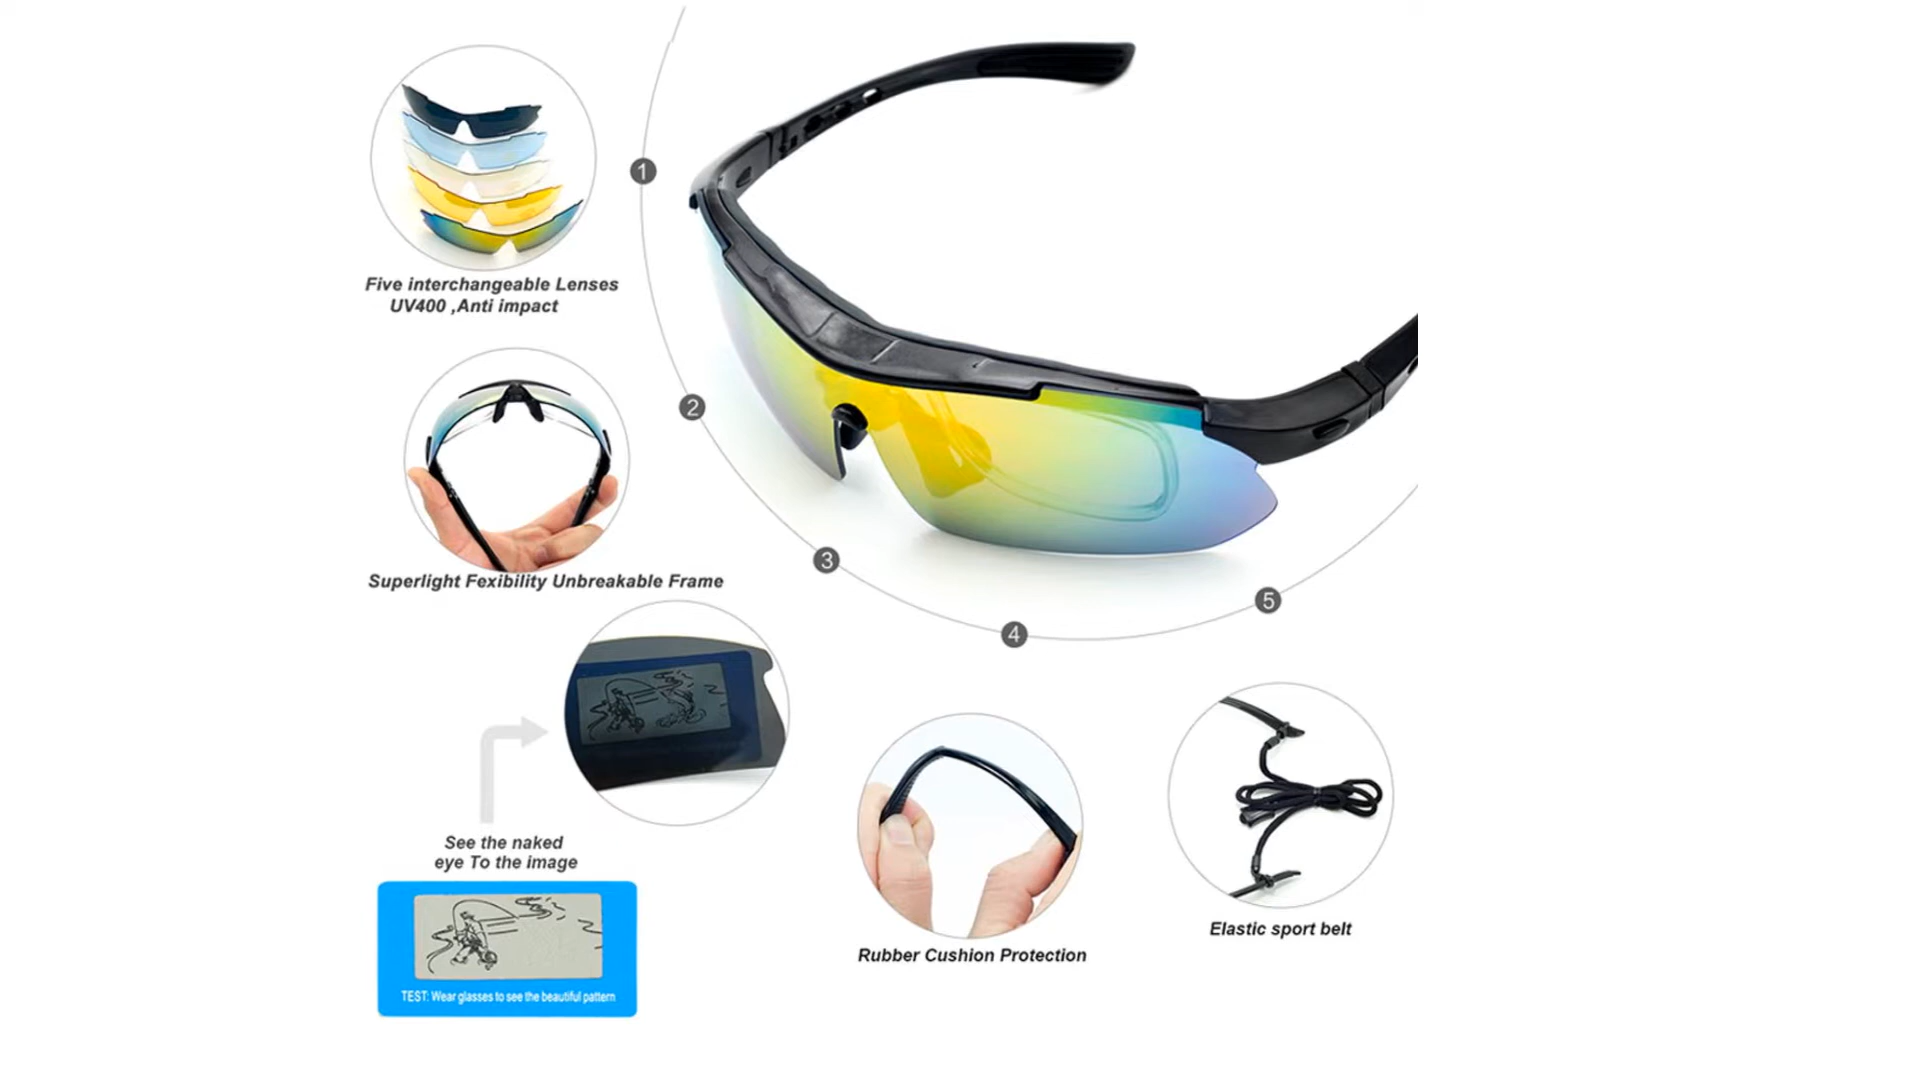 1
Five interchangeable Lenses
UV400 ,Anti impact
2
Superlight Fexibility Unbreakable Frame
3
See the naked
eye To the image
TEST: Wear glasses to see the beautiful pattern
4
Rubber Cushion Protection
5
Elastic sport belt